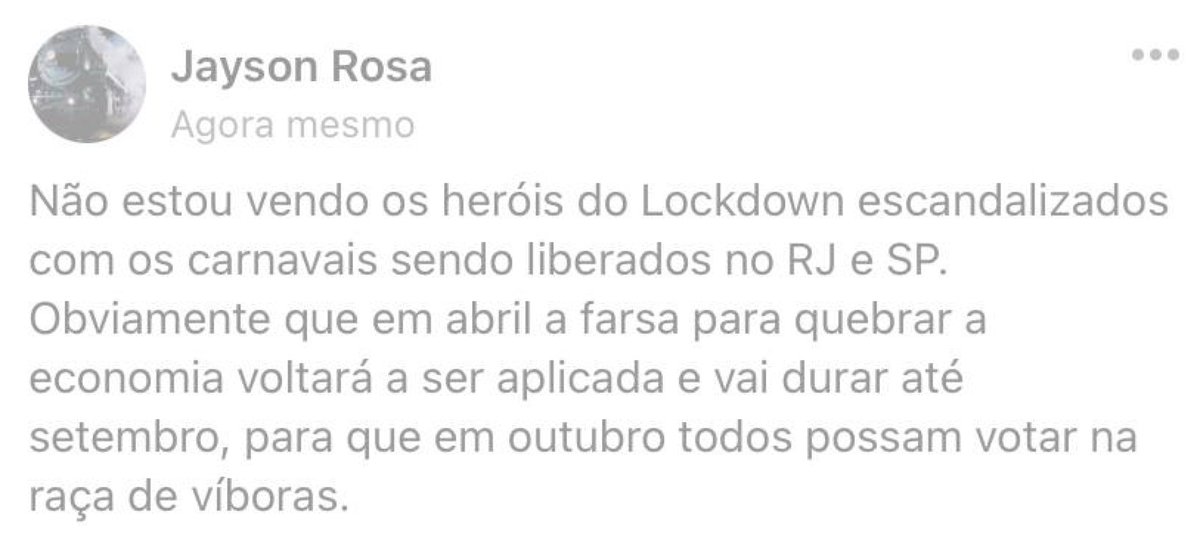 Jayson Rosa
Agora mesmo
Não estou vendo os heróis do Lockdown escandalizados
com os carnavais sendo liberados no RJ e SP.
Obviamente que em abril a farsa para quebrar a
economia voltará a ser aplicada e vai durar até
setembro, para que em outubro todos possam votar na
raça de víboras.